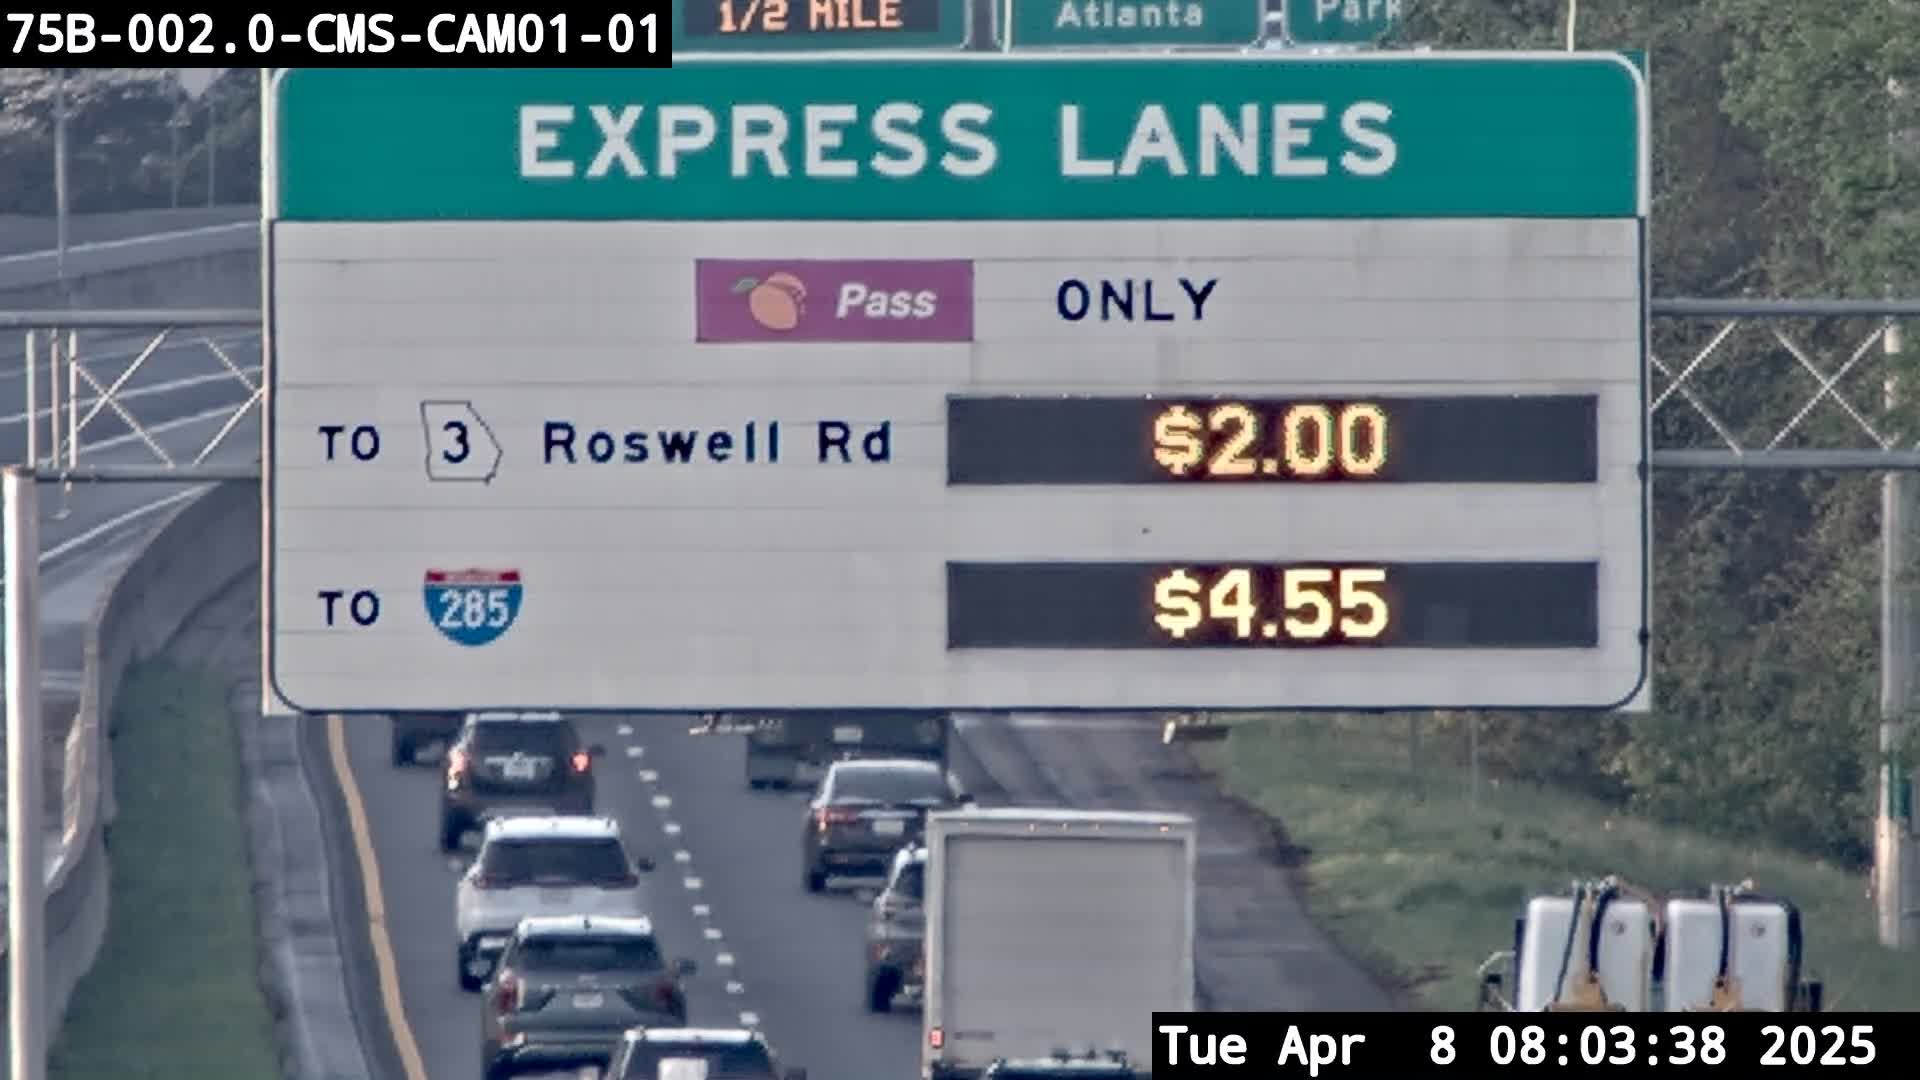 75B-002.0-CMS-CAM01-01
1/2 MILE
Atlanta
Park
EXPRESS LANES
Pass ONLY
TO 3 Roswell Rd $2.00
TO 285 $4.55
Tue Apr 8 08:03:38 2025